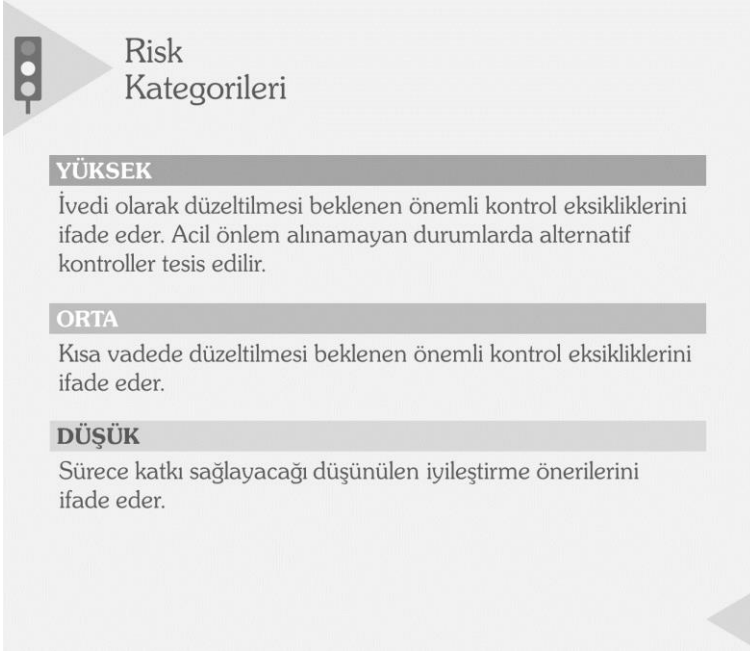 Risk
Kategorileri
YÜKSEK
İvedi olarak düzeltilmesi beklenen önemli kontrol eksikliklerini
ifade eder. Acil önlem alınamayan durumlarda alternatif
kontroller tesis edilir.
ORTA
Kısa vadede düzeltilmesi beklenen önemli kontrol eksikliklerini
ifade eder.
DÜŞÜK
Sürece katkı sağlayacağı düşünülen iyileştirme önerilerini
ifade eder.